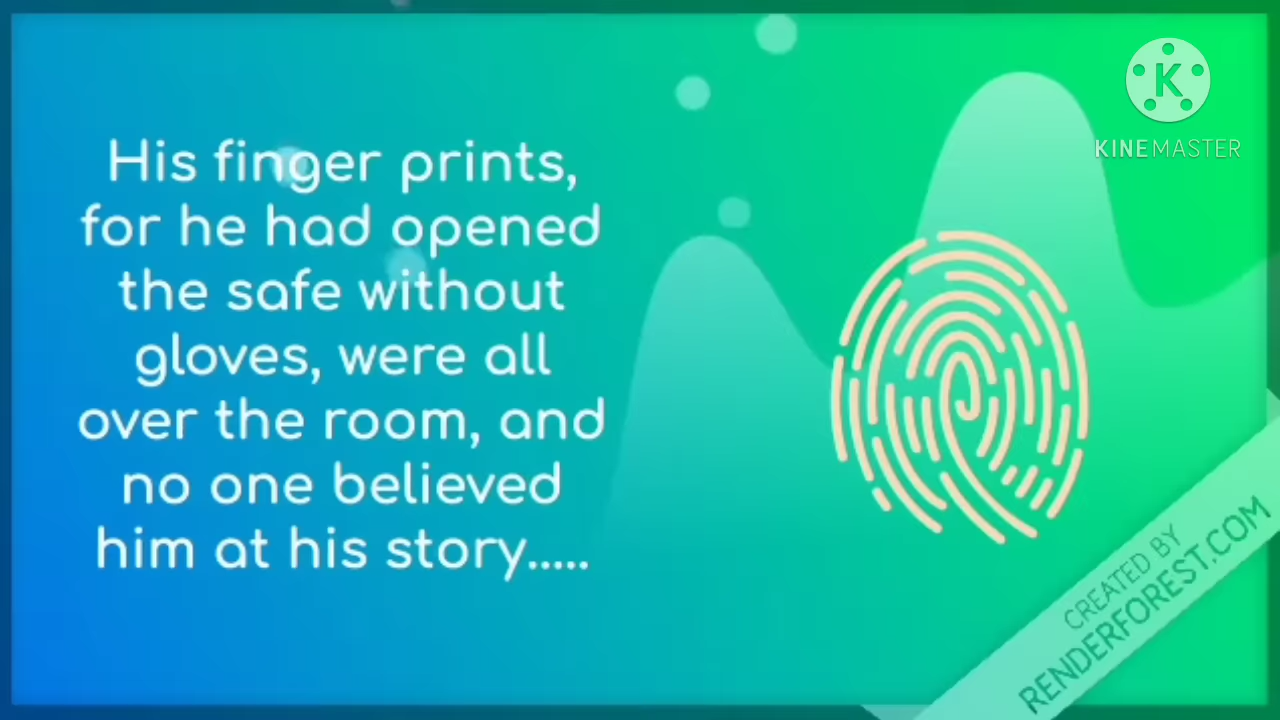 His finger prints,
for he had opened
the safe without
gloves, were all
over the room, and
no one believed
him at his story.....
K
KINEMASTER
CREATED BY
RENDERFOREST.COM